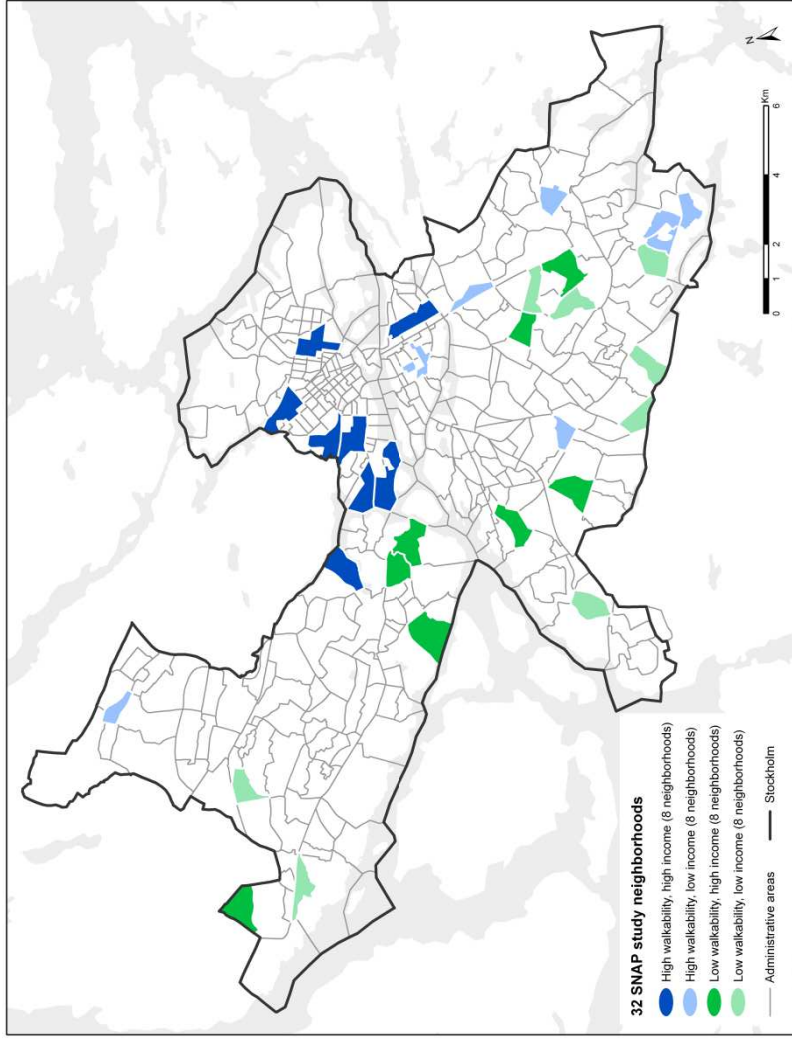 N
0 1 2 4 6
Km
32 SNAP study neighborhoods
High walkability, high income (8 neighborhoods)
High walkability, low income (8 neighborhoods)
Low walkability, high income (8 neighborhoods)
Low walkability, low income (8 neighborhoods)
Administrative areas Stockholm